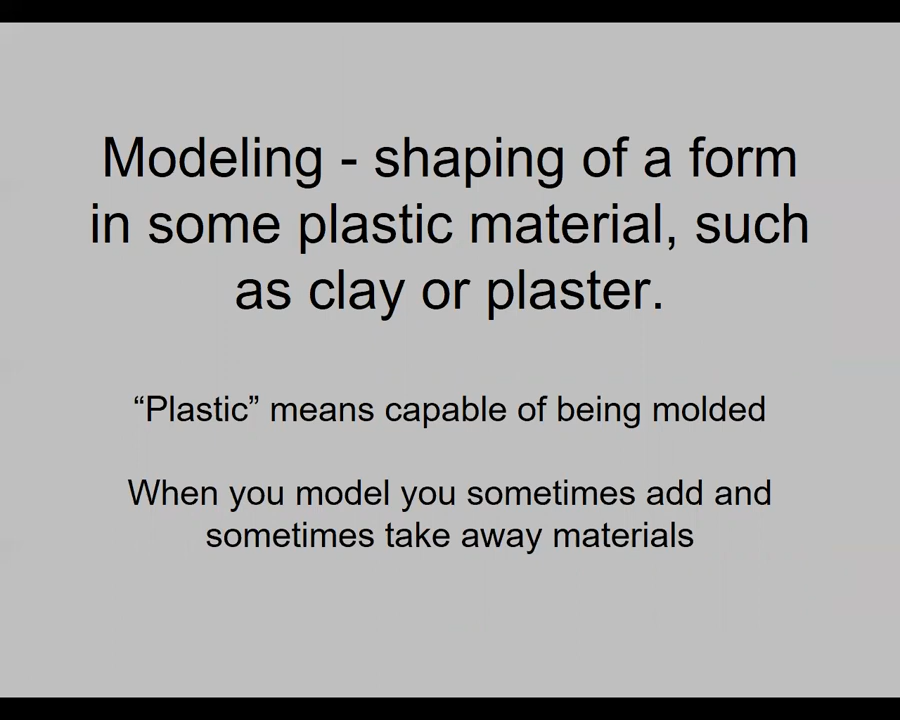 Modeling - shaping of a form
in some plastic material, such
as clay or plaster.
“Plastic” means capable of being molded
When you model you sometimes add and
sometimes take away materials